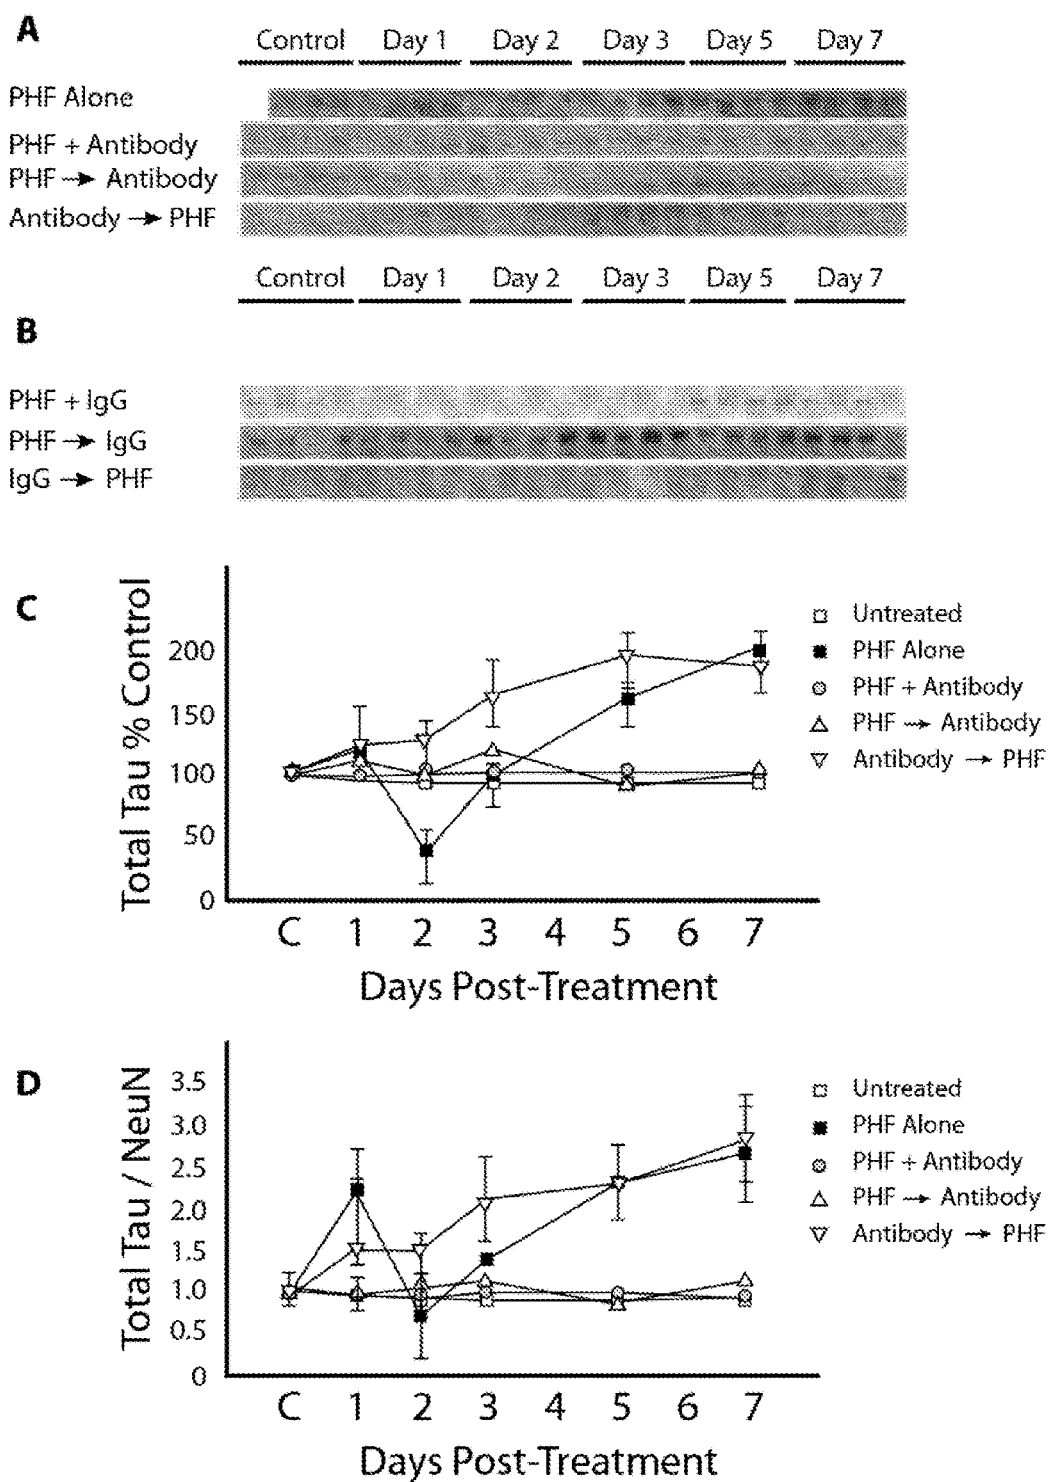 A
Control Day 1 Day 2 Day 3 Day 5 Day 7
PHF Alone
PHF + Antibody
PHF → Antibody
Antibody → PHF
Control Day 1 Day 2 Day 3 Day 5 Day 7
B
PHF + IgG
PHF → IgG
IgG → PHF
C
Total Tau % Control
200
150
100
50
0
C 1 2 3 4 5 6 7
Days Post-Treatment
Untreated
PHF Alone
PHF + Antibody
PHF → Antibody
Antibody → PHF
D
Total Tau / NeuN
3.5
3.0
2.5
2.0
1.5
1.0
0.5
0
C 1 2 3 4 5 6 7
Days Post-Treatment
Untreated
PHF Alone
PHF + Antibody
PHF → Antibody
Antibody → PHF